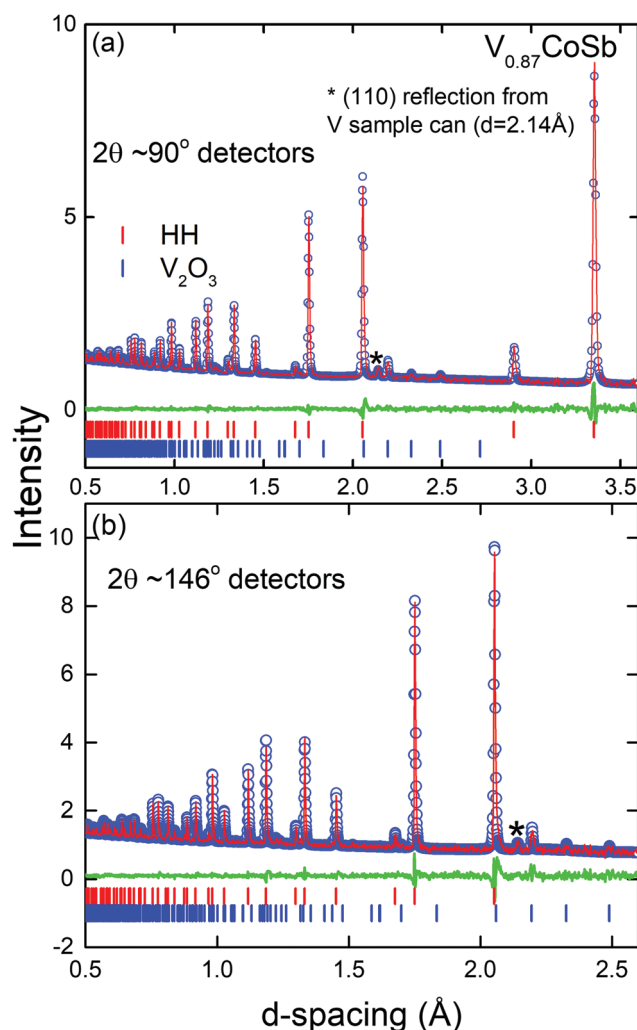 10
(a)
V0.87CoSb
* (110) reflection from
V sample can (d=2.14Å)
2θ ~90° detectors
5
HH
V2O3
*
0
0.5 1.0 1.5 2.0 2.5 3.0 3.5
Intensity
(b)
10
2θ ~146° detectors
8
6
4
2
*
0
-2
0.5 1.0 1.5 2.0 2.5
d-spacing (Å)